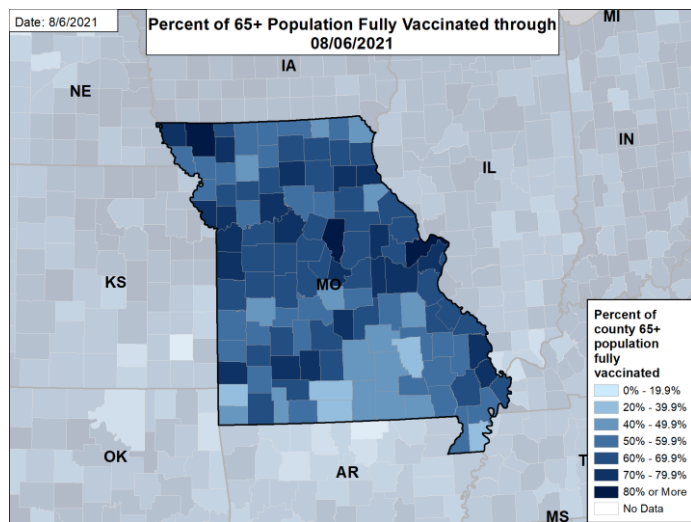 Date: 8/6/2021
Percent of 65+ Population Fully Vaccinated through
08/06/2021
MI
IA
NE
IN
IL
KS
MO
Percent of
county 65+
population
fully
vaccinated
0% - 19.9%
20% - 39.9%
40% - 49.9%
50% - 59.9%
60% - 69.9%
70% - 79.9%
80% or More
No Data
OK
AR
T
MS